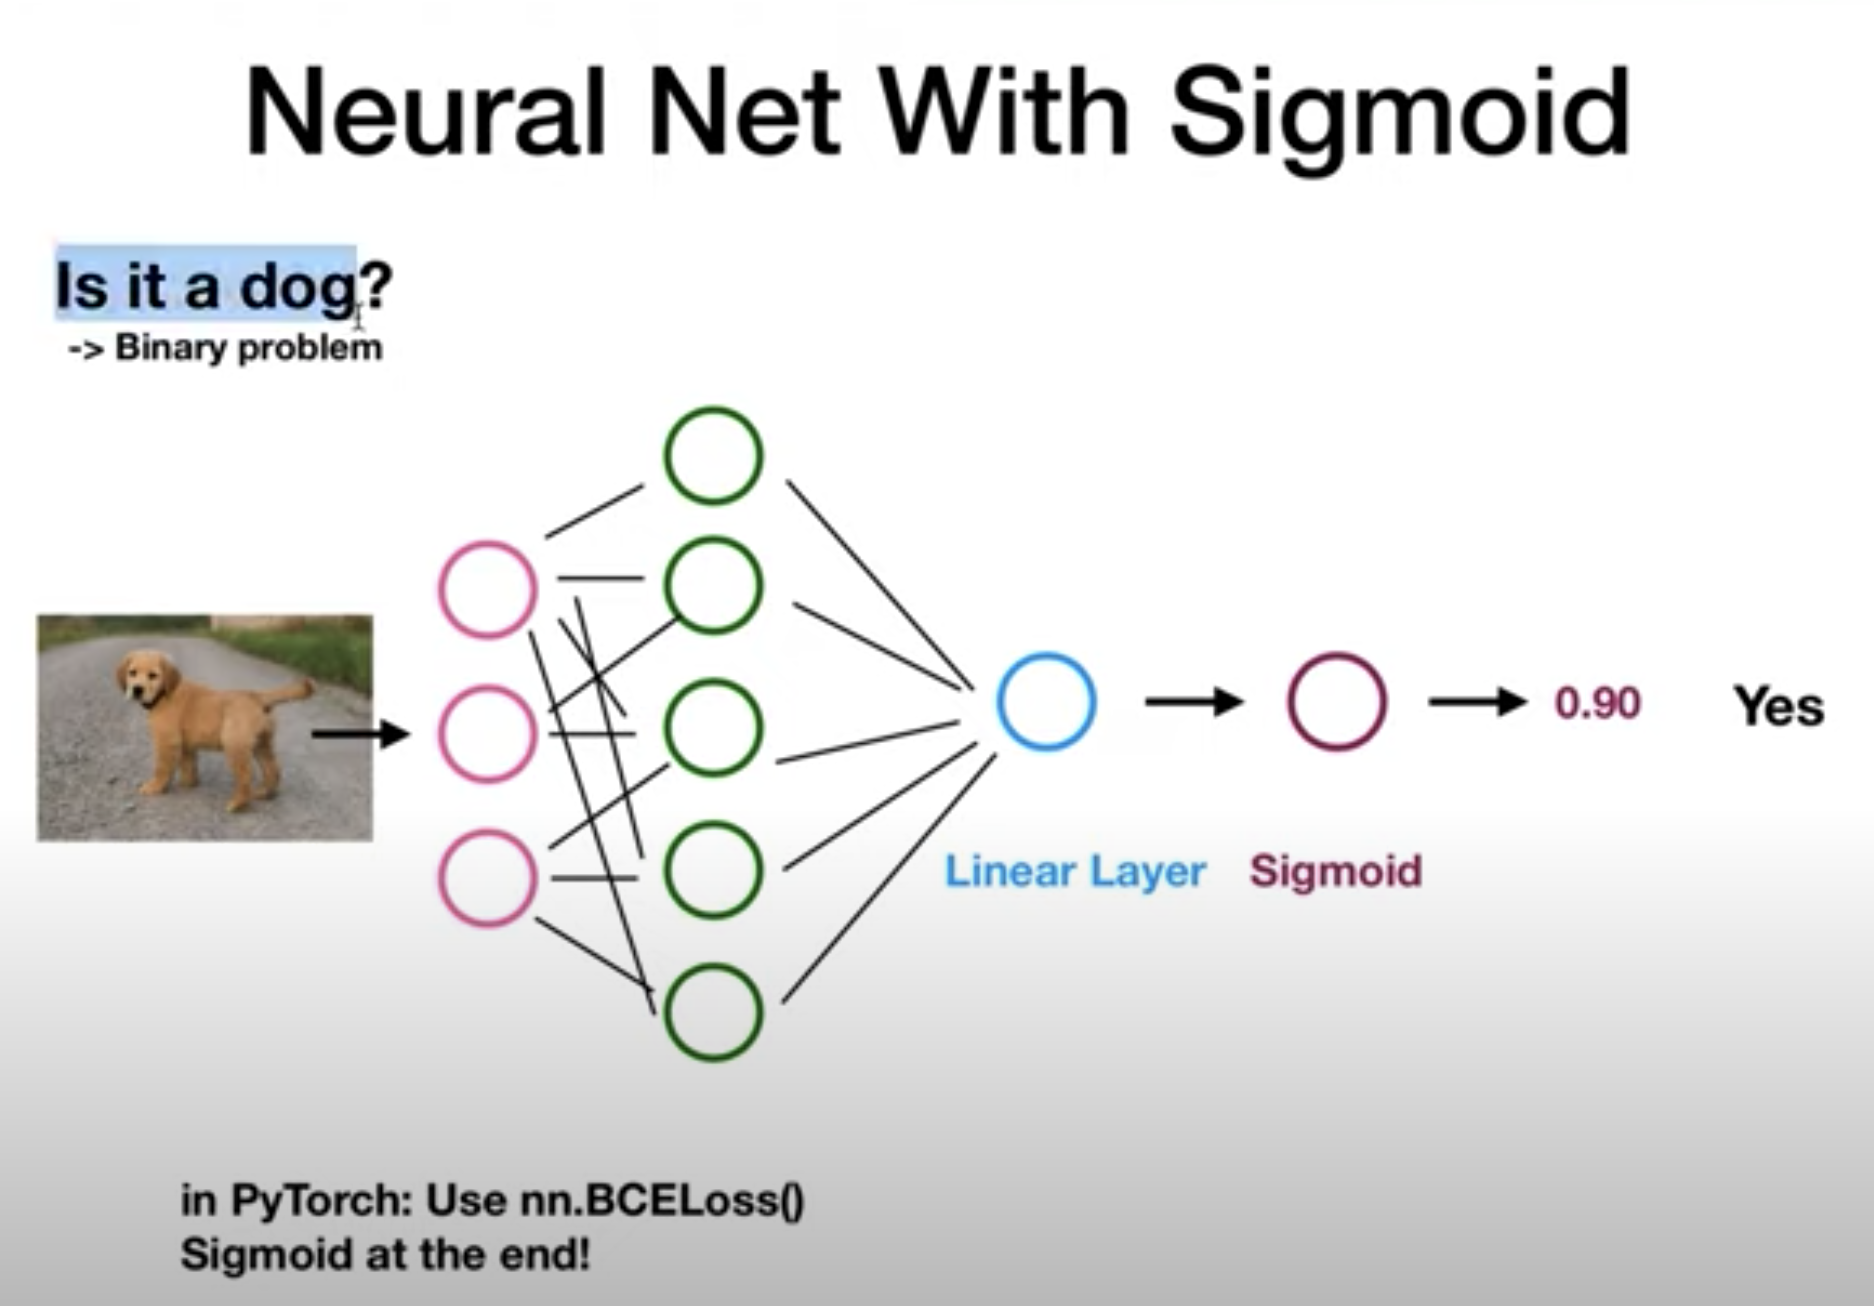 Neural Net With Sigmoid
Is it a dog?
-> Binary problem
0.90
Yes
Linear Layer
Sigmoid
in PyTorch: Use nn.BCELoss()
Sigmoid at the end!